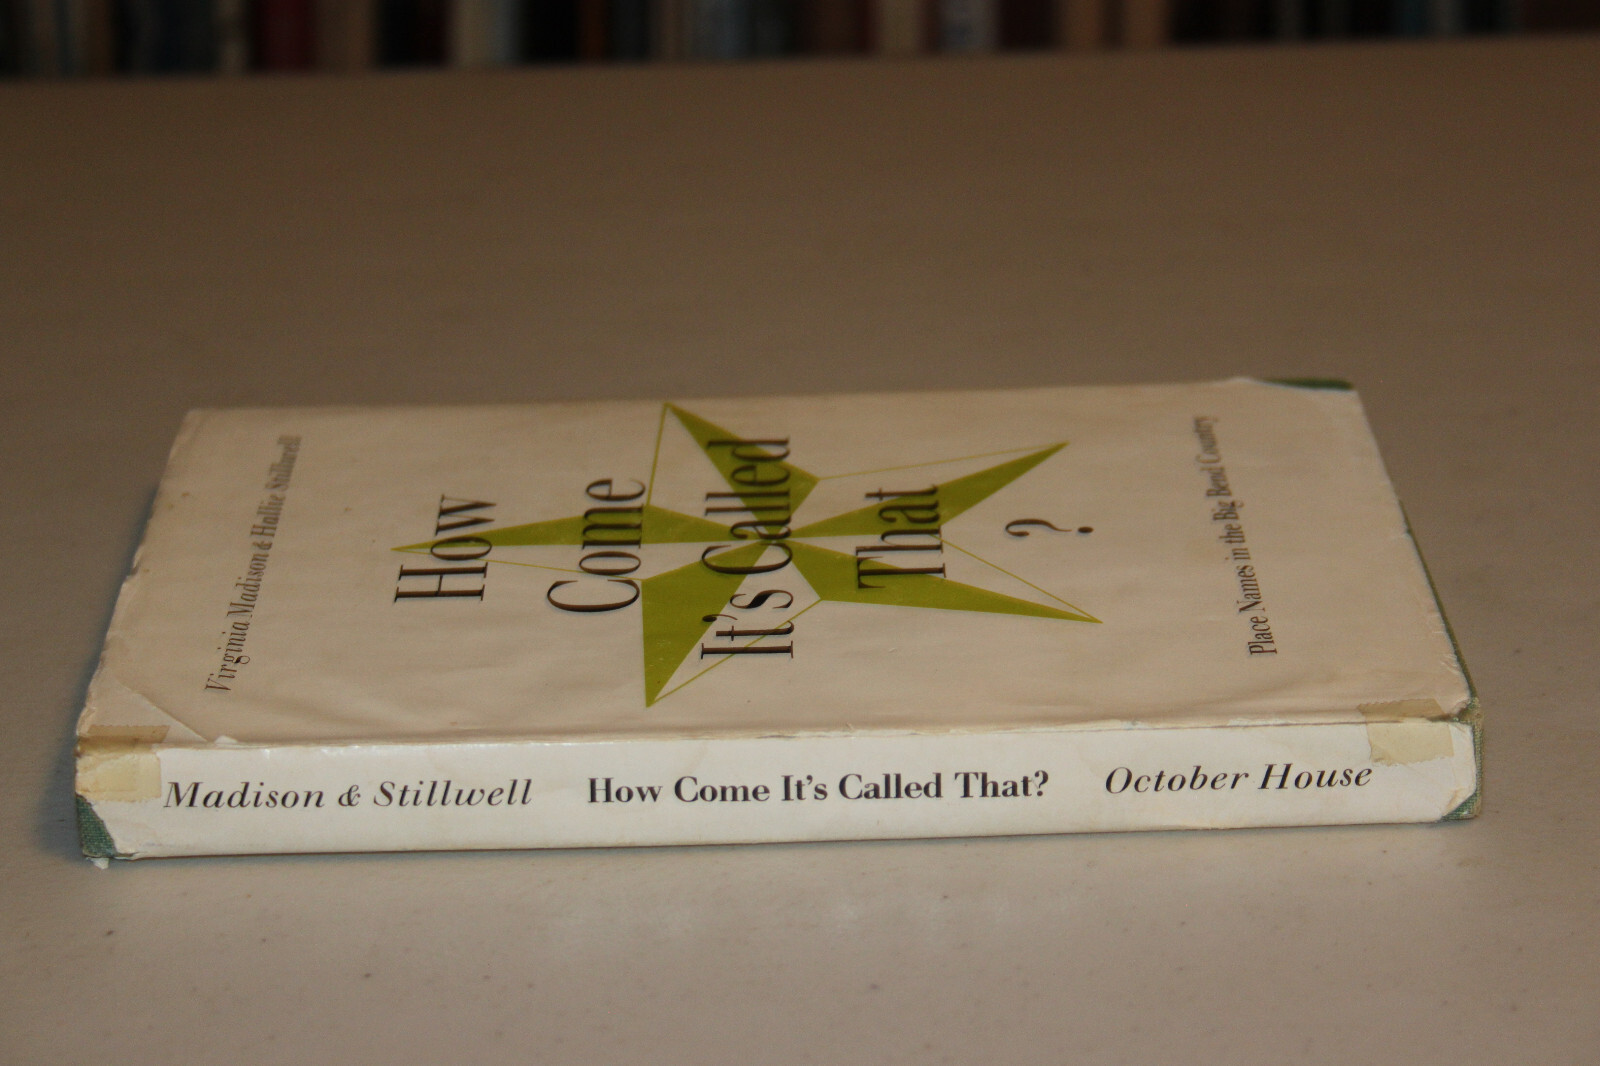 Virginia Madison & Hallie Stillwell
How
Come
It's Called
That
?
Place Names in the Big Bend Country
Madison & Stillwell How Come It's Called That? October House